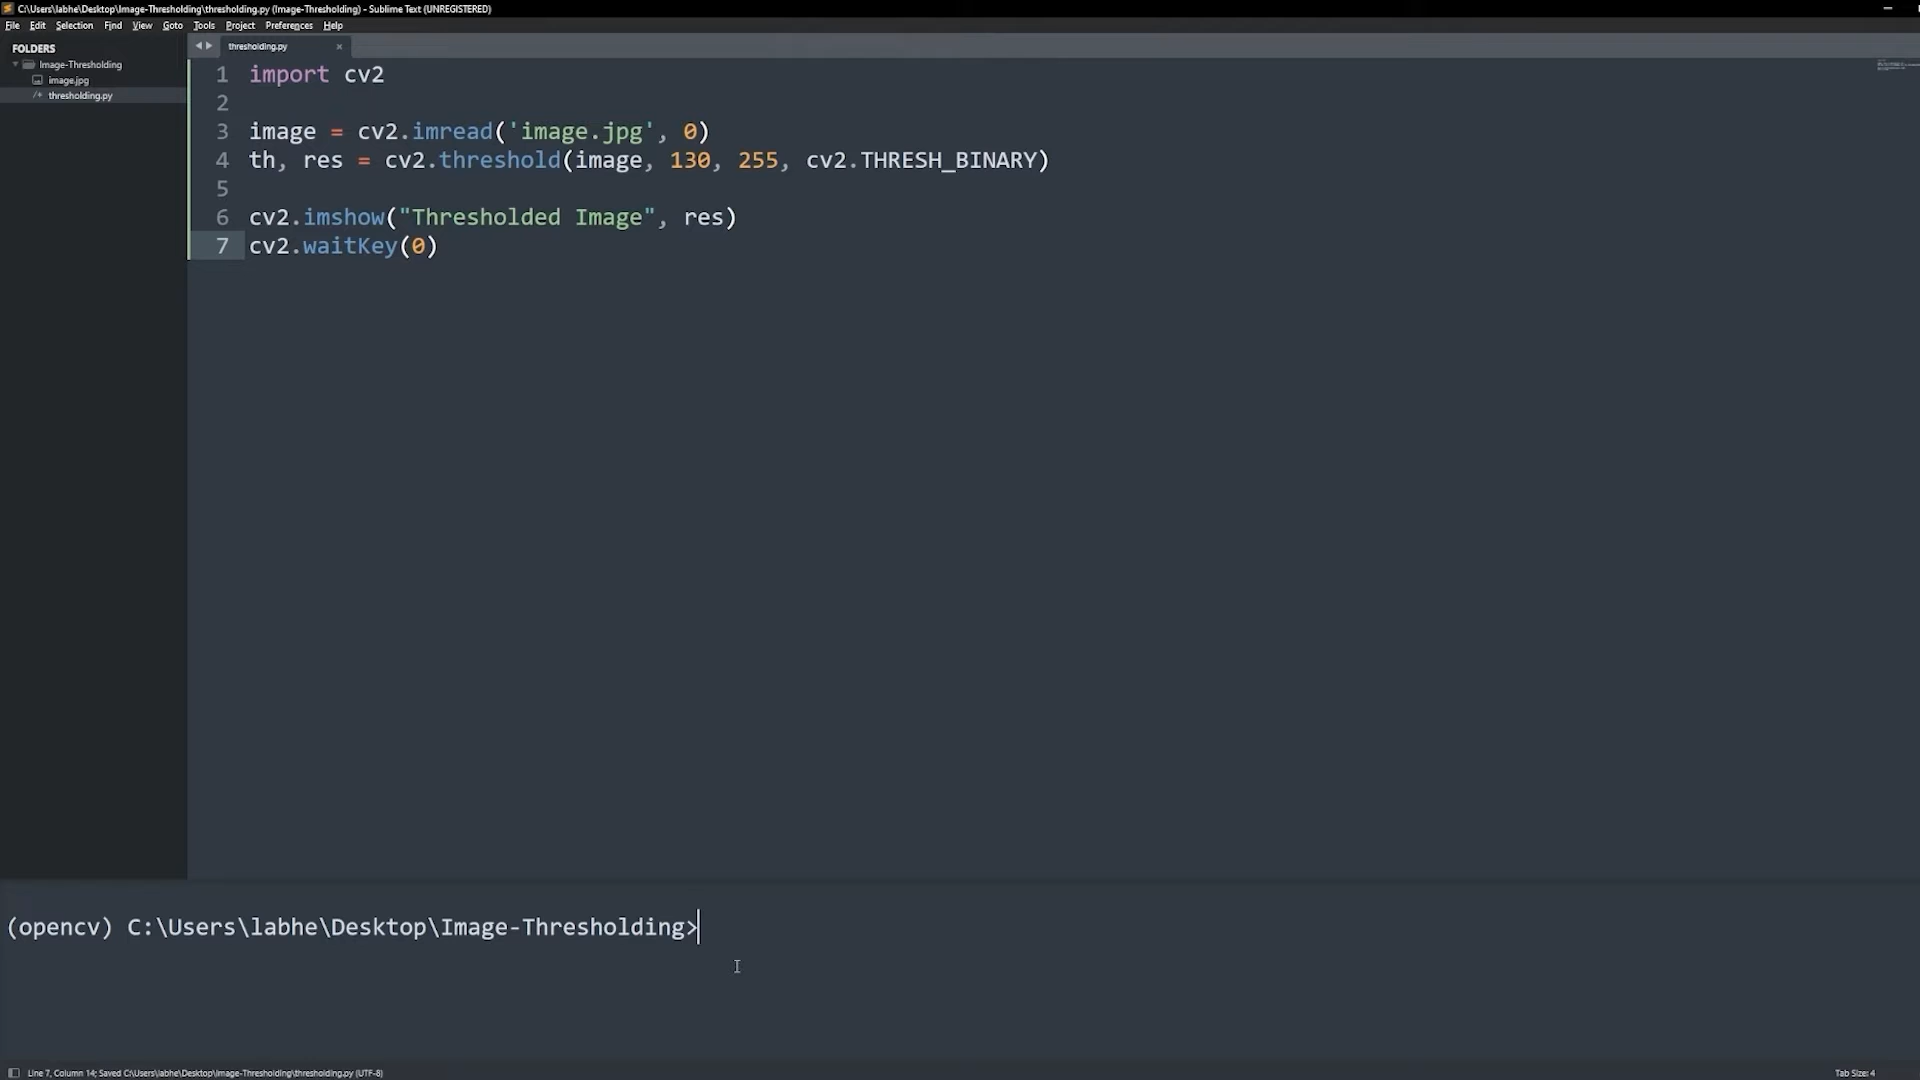 C:\Users\labhe\Desktop\Image-Thresholding\thresholding.py (Image-Thresholding) - Sublime Text (UNREGISTERED)
File Edit Selection Find View Goto Tools Project Preferences Help
FOLDERS
Image-Thresholding
image.jpg
thresholding.py
thresholding.py
1 import cv2
2
3 image = cv2.imread('image.jpg', 0)
4 th, res = cv2.threshold(image, 130, 255, cv2.THRESH_BINARY)
5
6 cv2.imshow("Thresholded Image", res)
7 cv2.waitKey(0)
(opencv) C:\Users\labhe\Desktop\Image-Thresholding>
Line 7, Column 14; Saved C:\Users\labhe\Desktop\Image-Thresholding\thresholding.py (UTF-8)
Tab Size: 4